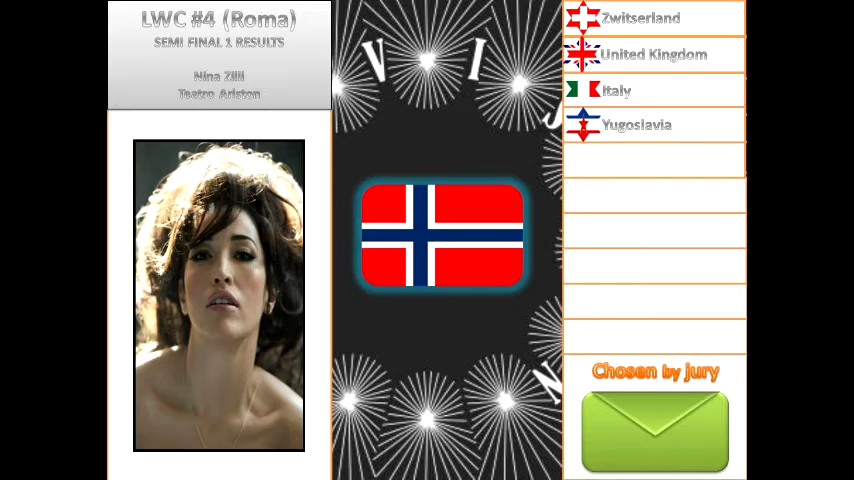 LWC #4 (Roma)
SEMI FINAL 1 RESULTS
Nina Zilli
Teatro Ariston
V I
N
Zwitserland
United Kingdom
Italy
Yugoslavia
Chosen by jury